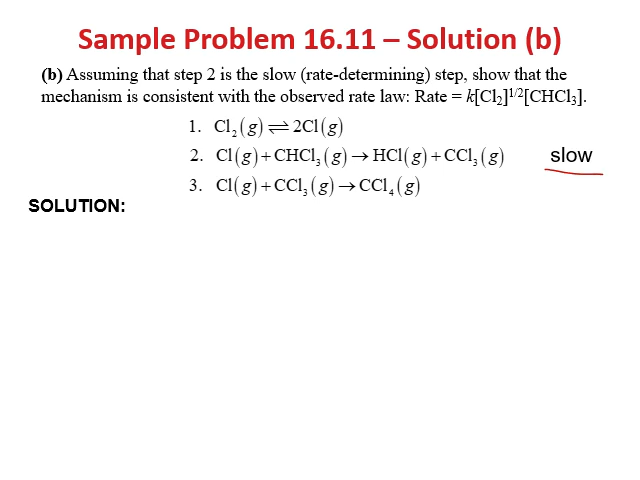 Sample Problem 16.11 – Solution (b)
(b) Assuming that step 2 is the slow (rate-determining) step, show that the
mechanism is consistent with the observed rate law: Rate = k[Cl₂]¹ᐟ²[CHCl₃].
1. Cl₂(g) ⇌ 2Cl(g)
2. Cl(g) + CHCl₃(g) → HCl(g) + CCl₃(g) slow
3. Cl(g) + CCl₃(g) → CCl₄(g)
SOLUTION: